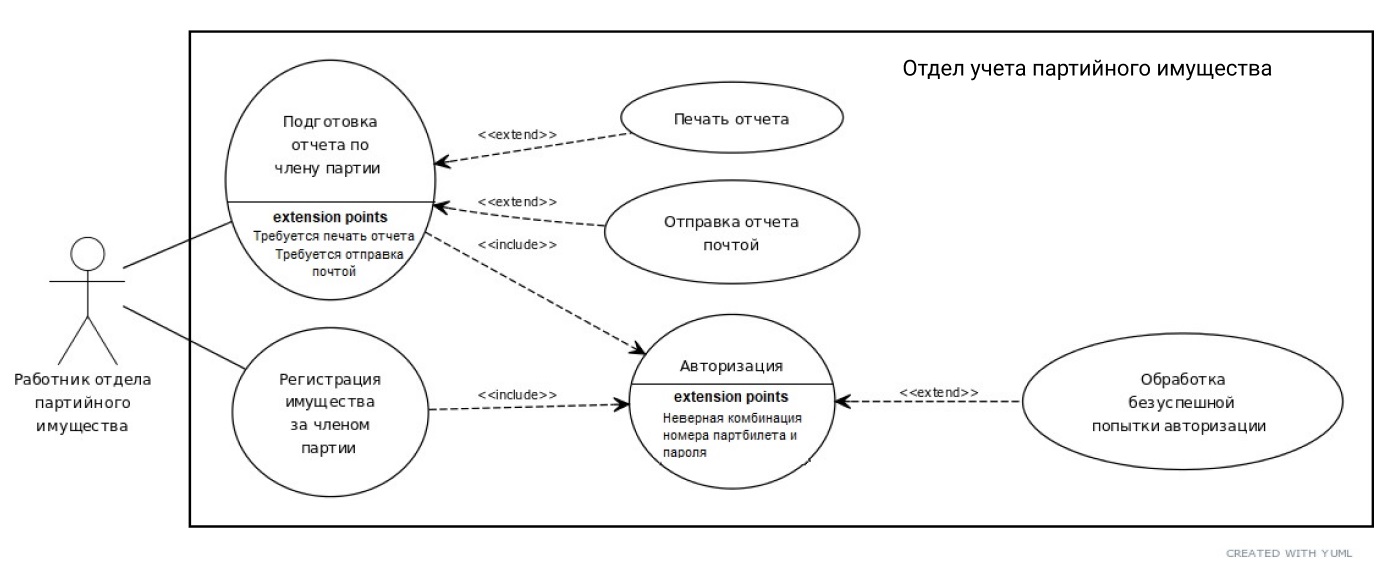 Отдел учета партийного имущества
Подготовка
отчета по
члену партии
extension points
Требуется печать отчета
Требуется отправка
почтой
<<extend>>
Печать отчета
<<extend>>
Отправка отчета
почтой
<<include>>
Работник отдела
партийного
имущества
Регистрация
имущества
за членом
партии
<<include>>
Авторизация
extension points
Неверная комбинация
номера партбилета и
пароля
<<extend>>
Обработка
безуспешной
попытки авторизации
CREATED WITH YUML